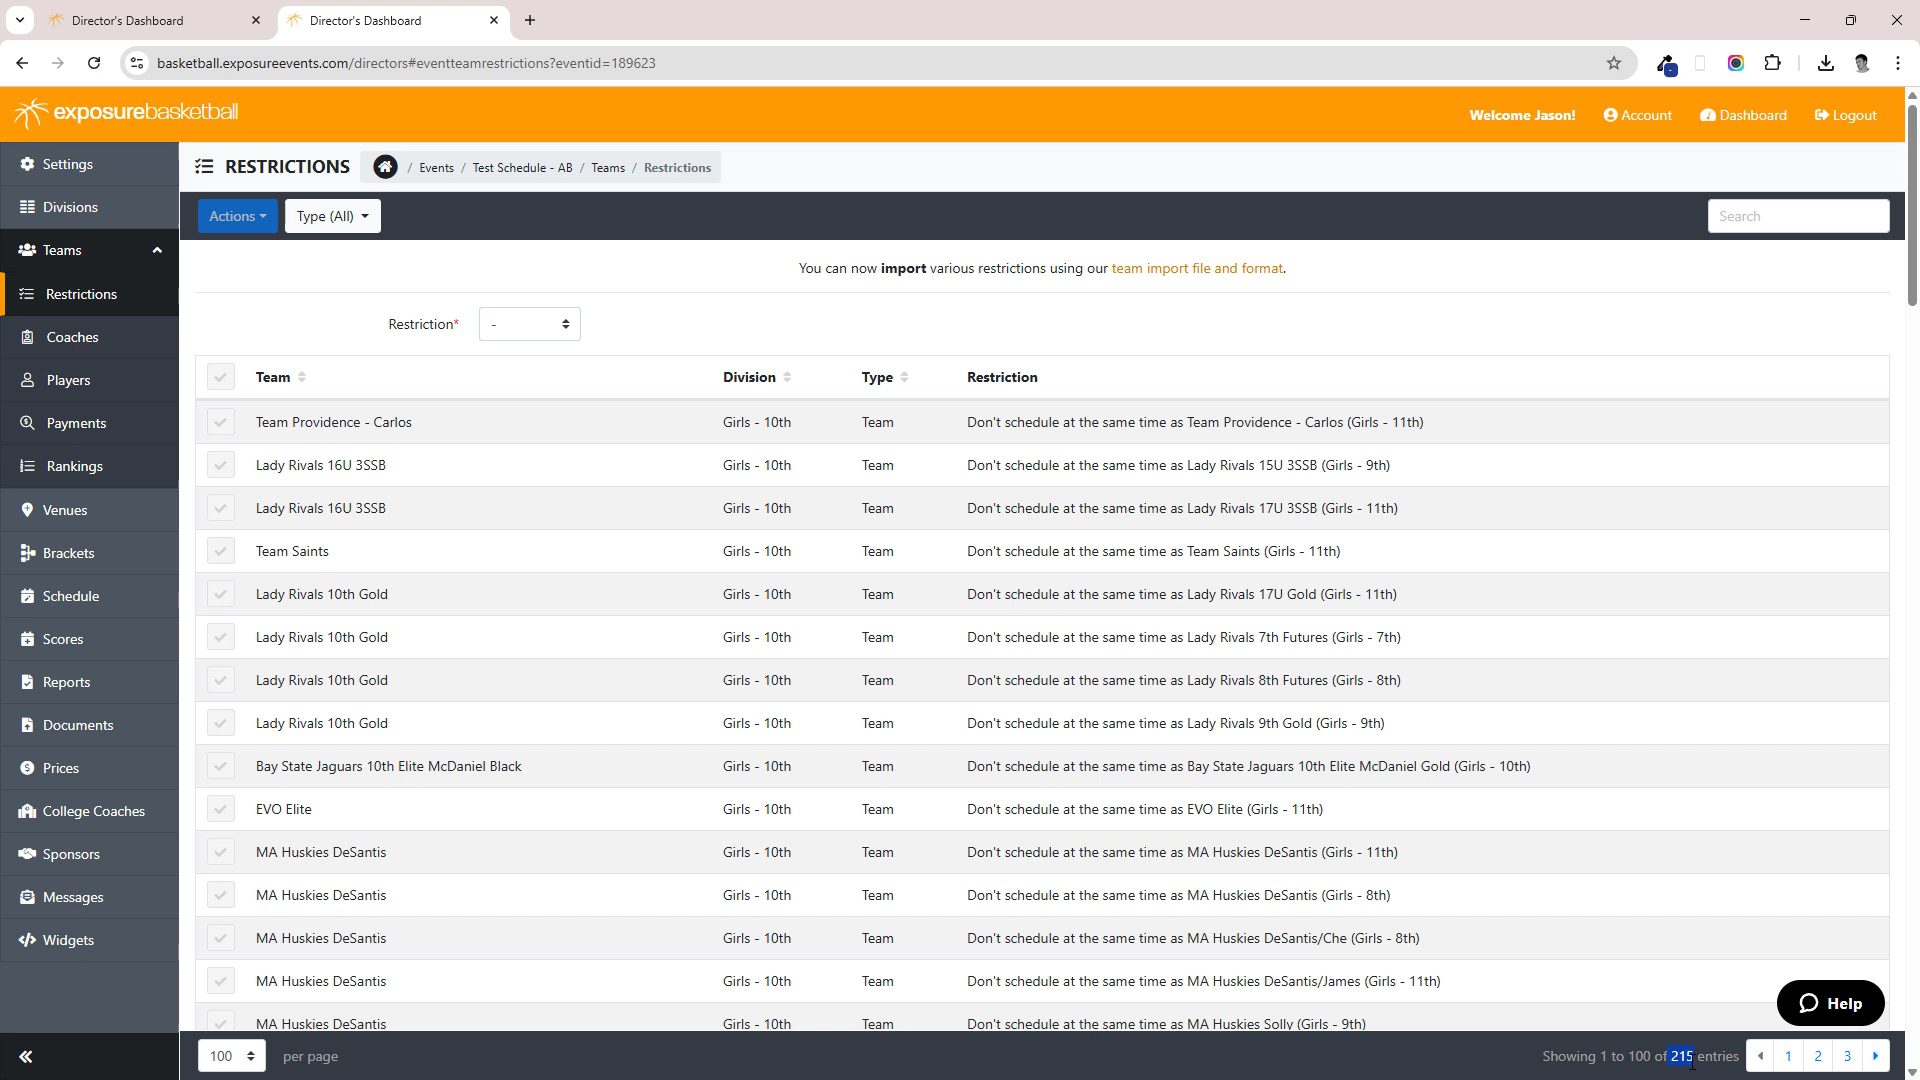 Director's Dashboard
Director's Dashboard
basketball.exposureevents.com/directors#eventteamrestrictions?eventid=189623
exposurebasketball
Welcome Jason! Account Dashboard Logout
Settings
Divisions
Teams
Restrictions
Coaches
Players
Payments
Rankings
Venues
Brackets
Schedule
Scores
Reports
Documents
Prices
College Coaches
Sponsors
Messages
Widgets
RESTRICTIONS / Events / Test Schedule - AB / Teams / Restrictions
Actions Type (All) Search
You can now import various restrictions using our team import file and format.
Restriction* -
Team Division Type Restriction
Team Providence - Carlos Girls - 10th Team Don't schedule at the same time as Team Providence - Carlos (Girls - 11th)
Lady Rivals 16U 3SSB Girls - 10th Team Don't schedule at the same time as Lady Rivals 15U 3SSB (Girls - 9th)
Lady Rivals 16U 3SSB Girls - 10th Team Don't schedule at the same time as Lady Rivals 17U 3SSB (Girls - 11th)
Team Saints Girls - 10th Team Don't schedule at the same time as Team Saints (Girls - 11th)
Lady Rivals 10th Gold Girls - 10th Team Don't schedule at the same time as Lady Rivals 17U Gold (Girls - 11th)
Lady Rivals 10th Gold Girls - 10th Team Don't schedule at the same time as Lady Rivals 7th Futures (Girls - 7th)
Lady Rivals 10th Gold Girls - 10th Team Don't schedule at the same time as Lady Rivals 8th Futures (Girls - 8th)
Lady Rivals 10th Gold Girls - 10th Team Don't schedule at the same time as Lady Rivals 9th Gold (Girls - 9th)
Bay State Jaguars 10th Elite McDaniel Black Girls - 10th Team Don't schedule at the same time as Bay State Jaguars 10th Elite McDaniel Gold (Girls - 10th)
EVO Elite Girls - 10th Team Don't schedule at the same time as EVO Elite (Girls - 11th)
MA Huskies DeSantis Girls - 10th Team Don't schedule at the same time as MA Huskies DeSantis (Girls - 11th)
MA Huskies DeSantis Girls - 10th Team Don't schedule at the same time as MA Huskies DeSantis (Girls - 8th)
MA Huskies DeSantis Girls - 10th Team Don't schedule at the same time as MA Huskies DeSantis/Che (Girls - 8th)
MA Huskies DeSantis Girls - 10th Team Don't schedule at the same time as MA Huskies DeSantis/James (Girls - 11th)
MA Huskies DeSantis Girls - 10th Team Don't schedule at the same time as MA Huskies Solly (Girls - 9th)
Help
100 per page Showing 1 to 100 of 215 entries 1 2 3